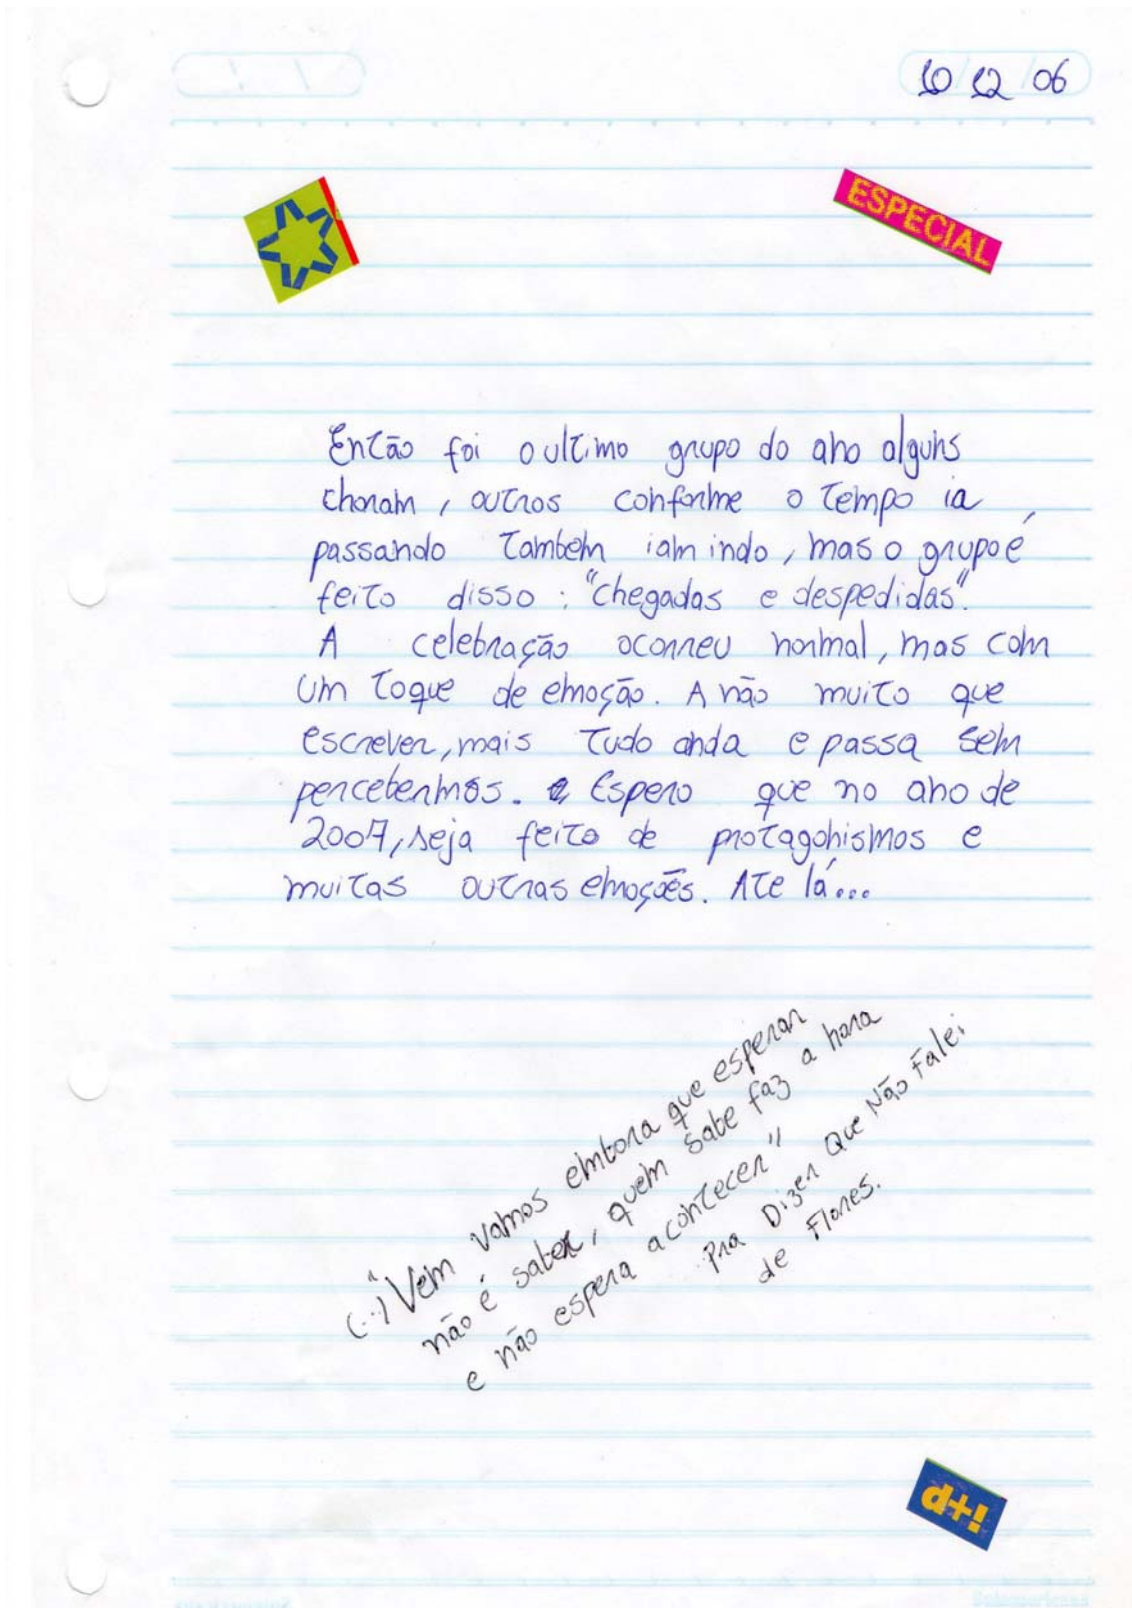 10 12 06
ESPECIAL
Então foi o ultimo grupo do ano alguns
choram, outros conforme o tempo ia
passando tambem iam indo, mas o grupo é
feito disso: "chegadas e despedidas".
A celebração ocorreu normal, mas com
um toque de emoção. A não muito que
escrever, mais tudo anda e passa sem
percebermos. Espero que no ano de
2007, seja feito de protagonismos e
muitas outras emoções. Ate lá...
(...) "Vem vamos embora que esperar
não é saber, quem sabe faz a hora
e não espera acontecer"
Pra Dizer Que Não Falei
de Flores.
d+!